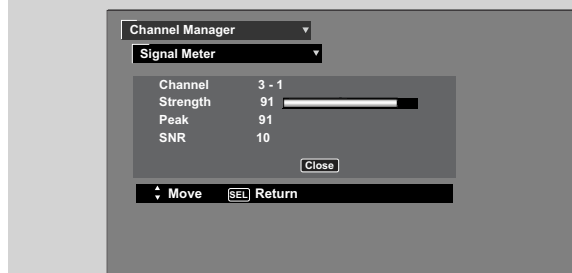 Channel Manager
Signal Meter
Channel 3 - 1
Strength 91
Peak 91
SNR 10
Close
Move SEL Return